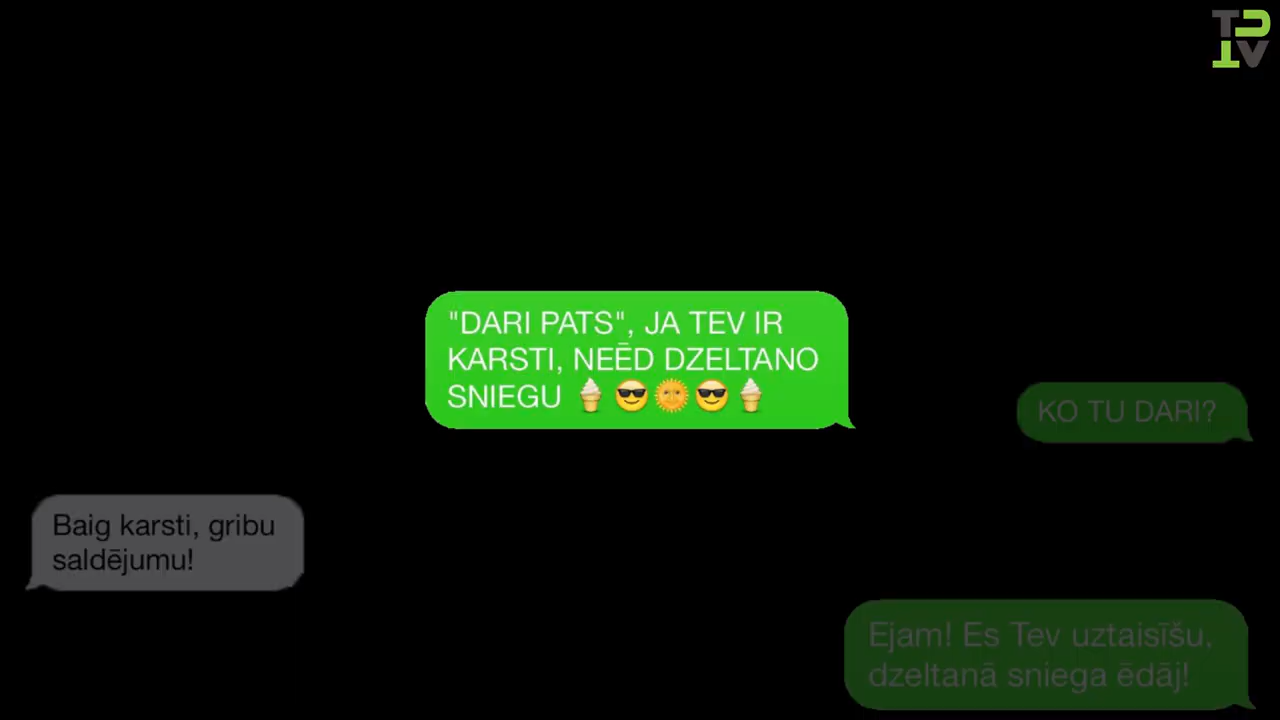 TPTV
"DARI PATS", JA TEV IR
KARSTI, NEĒD DZELTANO
SNIEGU 🍦😎🌞😎🍦
KO TU DARI?
Baig karsti, gribu
saldējumu!
Ejam! Es Tev uztaisīšu,
dzeltanā sniega ēdāj!